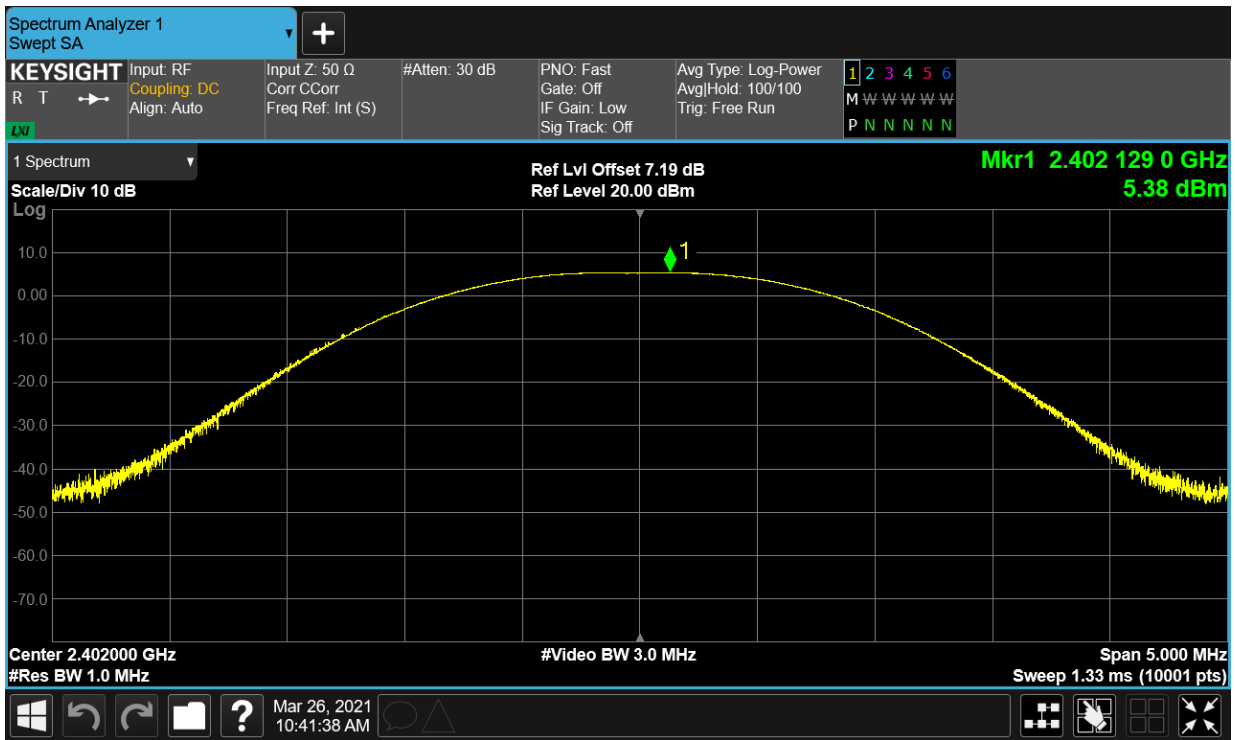 Spectrum Analyzer 1
Swept SA
KEYSIGHT
R T
LXI
Input: RF
Coupling: DC
Align: Auto
Input Z: 50 Ω
Corr CCorr
Freq Ref: Int (S)
#Atten: 30 dB
PNO: Fast
Gate: Off
IF Gain: Low
Sig Track: Off
Avg Type: Log-Power
Avg|Hold: 100/100
Trig: Free Run
1 2 3 4 5 6
M W W W W W
P N N N N N
1 Spectrum
Scale/Div 10 dB
Log
Ref Lvl Offset 7.19 dB
Ref Level 20.00 dBm
Mkr1 2.402 129 0 GHz
5.38 dBm
1
10.0
0.00
-10.0
-20.0
-30.0
-40.0
-50.0
-60.0
-70.0
Center 2.402000 GHz
#Res BW 1.0 MHz
#Video BW 3.0 MHz
Span 5.000 MHz
Sweep 1.33 ms (10001 pts)
?
Mar 26, 2021
10:41:38 AM